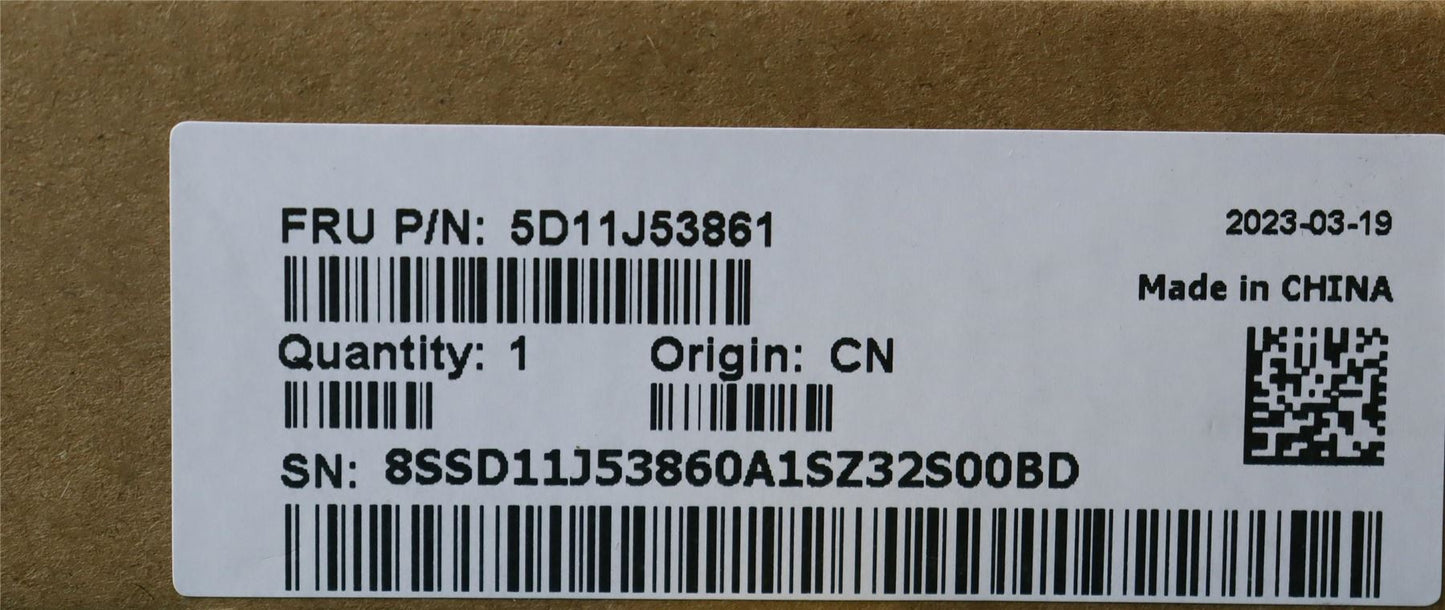 FRU P/N: 5D11J53861
2023-03-19
Made in CHINA
Quantity: 1 Origin: CN
SN: 8SSD11J53860A1SZ32S00BD